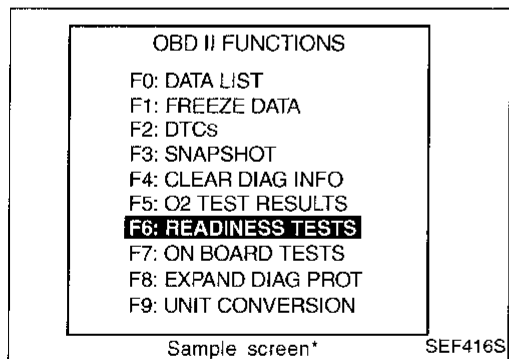 OBD II FUNCTIONS
F0: DATA LIST
F1: FREEZE DATA
F2: DTCs
F3: SNAPSHOT
F4: CLEAR DIAG INFO
F5: O2 TEST RESULTS
F6: READINESS TESTS
F7: ON BOARD TESTS
F8: EXPAND DIAG PROT
F9: UNIT CONVERSION
Sample screen*
SEF416S